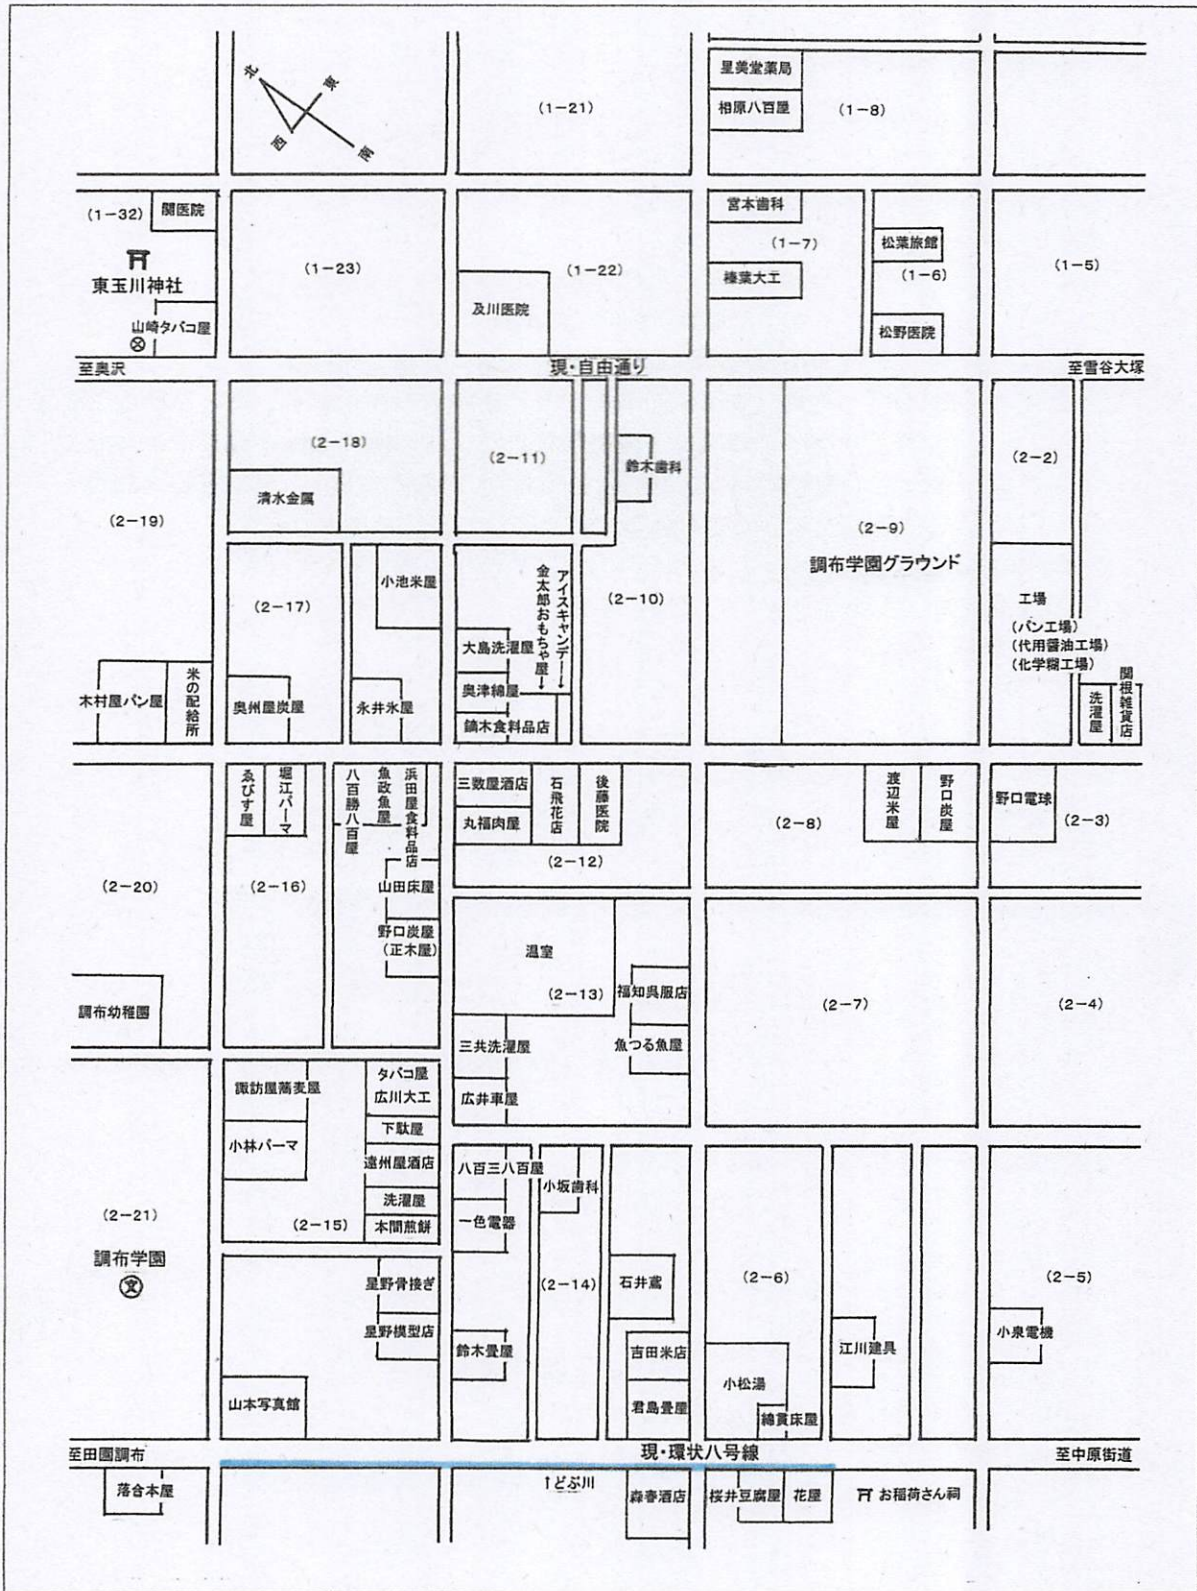 北
東
西
南
(1-21)
星美堂薬局
相原八百屋
(1-8)
(1-32)
関医院
東玉川神社
山崎タバコ屋
(1-23)
(1-22)
及川医院
宮本歯科
(1-7)
榛葉大工
松葉旅館
(1-6)
松野医院
(1-5)
至奥沢
現・自由通り
至雪谷大塚
(2-18)
清水金属
(2-11)
鈴木歯科
(2-2)
(2-19)
(2-9)
調布学園グラウンド
(2-17)
小池米屋
アイスキャンデー
金太郎おもちゃ屋
(2-10)
工場
(パン工場)
(代用醤油工場)
(化学糊工場)
大島洗濯屋
奥津綿屋
鏑木食料品店
木村屋パン屋
米の配給所
奥州屋炭屋
永井氷屋
洗濯屋
関根雑貨店
ゑびす屋
堀江パーマ
八百勝八百屋
魚政魚屋
浜田屋食料品店
三数屋酒店
丸福肉屋
石飛花店
後藤医院
(2-12)
(2-8)
渡辺米屋
野口炭屋
野口電球
(2-3)
(2-20)
(2-16)
山田床屋
野口炭屋
(正木屋)
温室
(2-13)
福知呉服店
(2-7)
(2-4)
調布幼稚園
三共洗濯屋
魚つる魚屋
広井車屋
諏訪屋蕎麦屋
小林パーマ
タバコ屋
広川大工
下駄屋
遠州屋酒店
洗濯屋
本間煎餅
(2-15)
(2-21)
調布学園
文
八百三八百屋
小坂歯科
一色電器
(2-14)
石井鳶
(2-6)
(2-5)
星野骨接ぎ
星野模型店
鈴木畳屋
吉田米店
君島畳屋
小松湯
綿貫床屋
江川建具
小泉電機
山本写真館
至田園調布
現・環状八号線
至中原街道
落合本屋
↑どぶ川
森春酒店
桜井豆腐屋
花屋
お稲荷さん祠